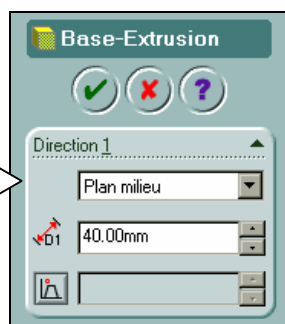 Base-Extrusion
?
Direction 1
Plan milieu
D1 40.00mm